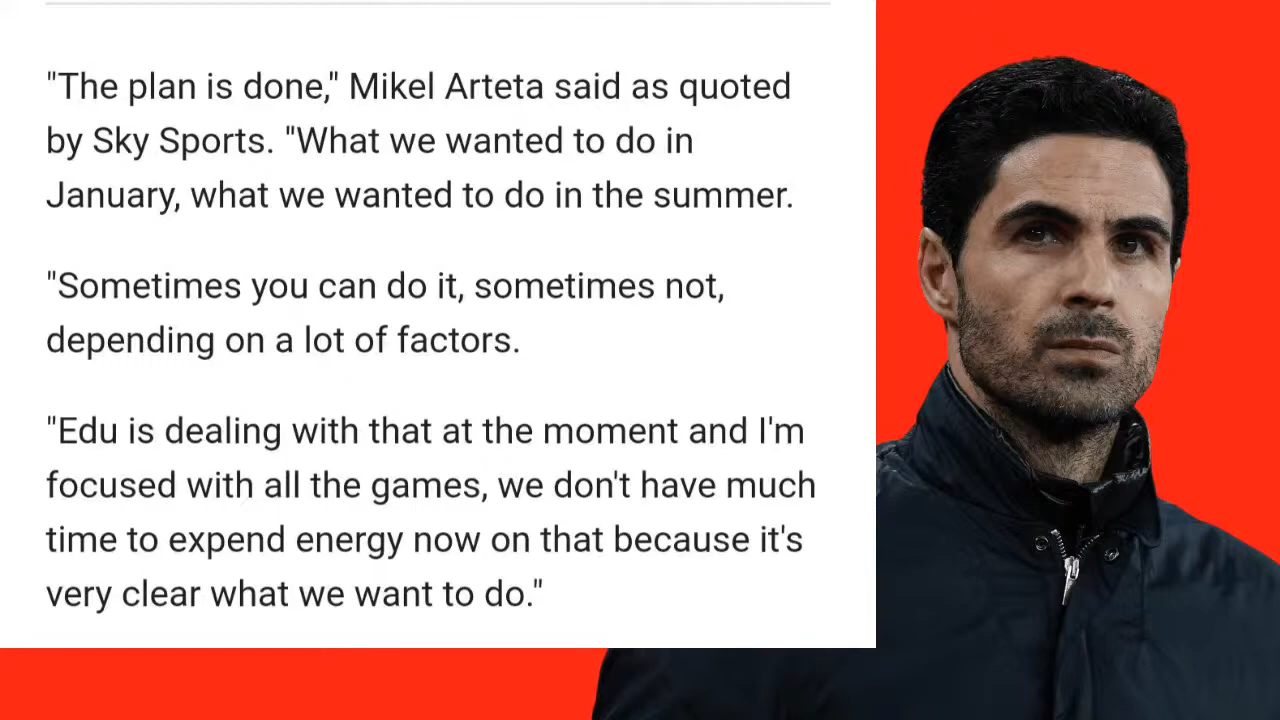 "The plan is done," Mikel Arteta said as quoted
by Sky Sports. "What we wanted to do in
January, what we wanted to do in the summer.
"Sometimes you can do it, sometimes not,
depending on a lot of factors.
"Edu is dealing with that at the moment and I'm
focused with all the games, we don't have much
time to expend energy now on that because it's
very clear what we want to do."